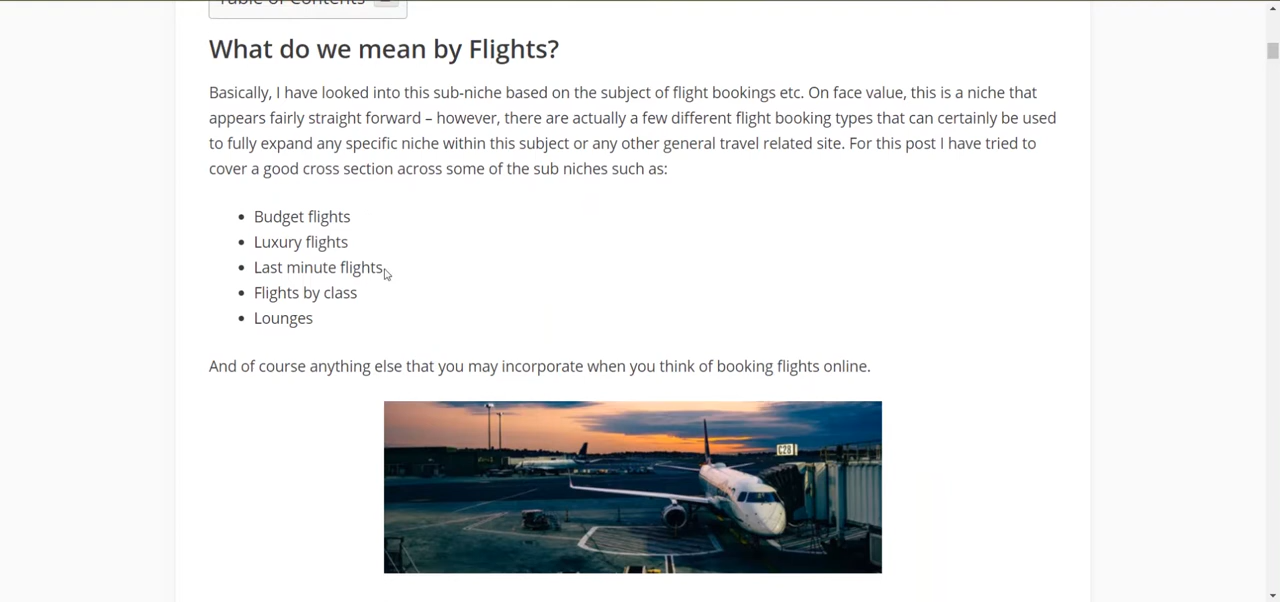 Table of Contents
What do we mean by Flights?
Basically, I have looked into this sub-niche based on the subject of flight bookings etc. On face value, this is a niche that
appears fairly straight forward – however, there are actually a few different flight booking types that can certainly be used
to fully expand any specific niche within this subject or any other general travel related site. For this post I have tried to
cover a good cross section across some of the sub niches such as:
• Budget flights
• Luxury flights
• Last minute flights
• Flights by class
• Lounges
And of course anything else that you may incorporate when you think of booking flights online.
C28